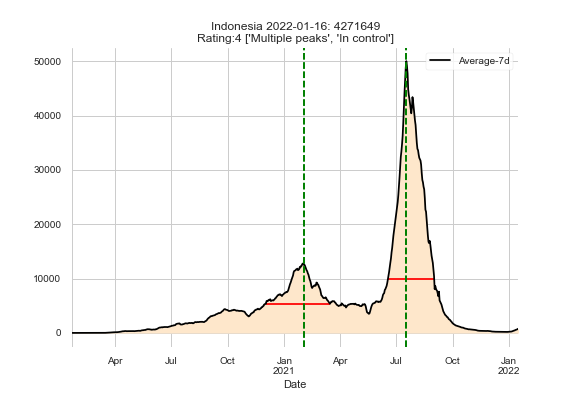 Indonesia 2022-01-16: 4271649
Rating:4 ['Multiple peaks', 'In control']
Average-7d
50000
40000
30000
20000
10000
0
Apr Jul Oct Jan Apr Jul Oct Jan
2021 2022
Date